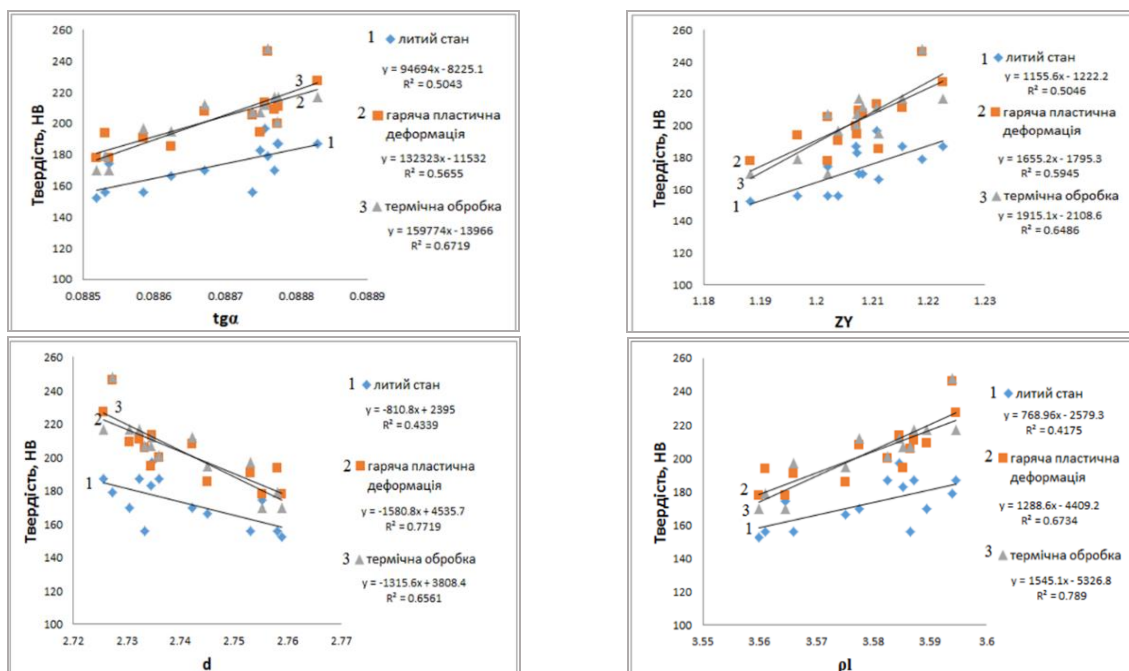 260
240
220
200
180
160
140
120
100
Твердість, НВ
0.0885
0.0886
0.0887
0.0888
0.0889
tgα
1 литий стан
y = 94694x - 8225.1
R² = 0.5043
2 гаряча пластична
деформація
y = 132323x - 11532
R² = 0.5655
3 термічна обробка
y = 159774x - 13966
R² = 0.6719
3
2
1
260
240
220
200
180
160
140
120
100
Твердість, НВ
1.18
1.19
1.2
1.21
1.22
1.23
ZY
1 литий стан
y = 1155.6x - 1222.2
R² = 0.5046
2 гаряча пластична
деформація
y = 1655.2x - 1795.3
R² = 0.5945
3 термічна обробка
y = 1915.1x - 2108.6
R² = 0.6486
2
3
1
260
240
220
200
180
160
140
120
100
Твердість, НВ
2.72
2.73
2.74
2.75
2.76
2.77
d
1 литий стан
y = -810.8x + 2395
R² = 0.4339
2 гаряча пластична
деформація
y = -1580.8x + 4535.7
R² = 0.7719
3 термічна обробка
y = -1315.6x + 3808.4
R² = 0.6561
3
2
1
260
240
220
200
180
160
140
120
100
Твердість, НВ
3.55
3.56
3.57
3.58
3.59
3.6
ρl
1 литий стан
y = 768.96x - 2579.3
R² = 0.4175
2 гаряча пластична
деформація
y = 1288.6x - 4409.2
R² = 0.6734
3 термічна обробка
y = 1545.1x - 5326.8
R² = 0.789
2
3
1